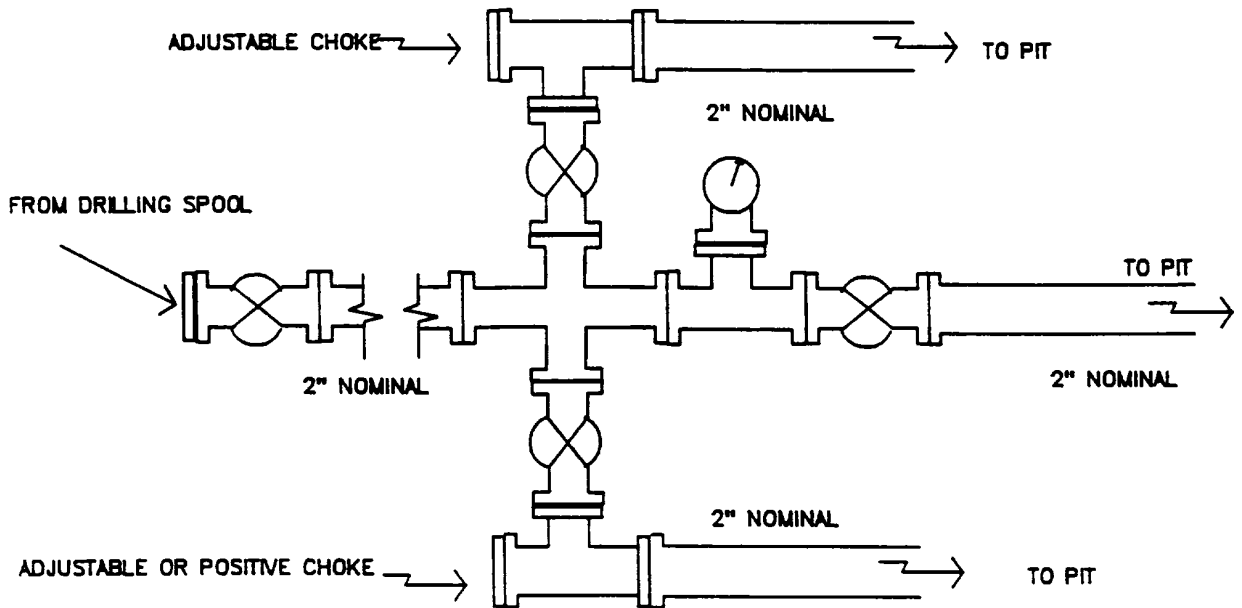 ADJUSTABLE CHOKE
TO PIT
2" NOMINAL
FROM DRILLING SPOOL
TO PIT
2" NOMINAL
2" NOMINAL
2" NOMINAL
ADJUSTABLE OR POSITIVE CHOKE
TO PIT